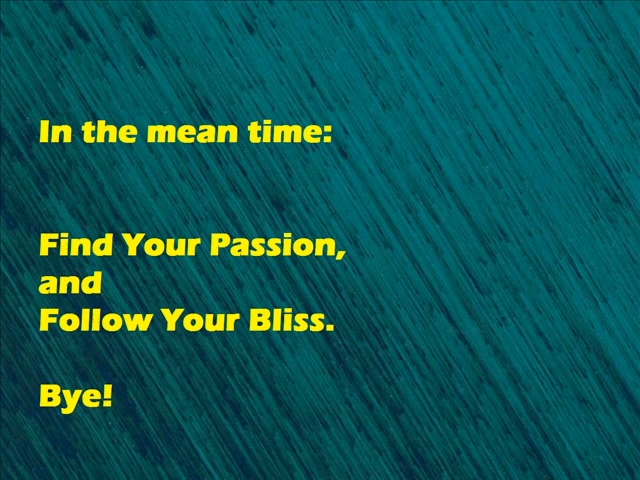 In the mean time:
Find Your Passion,
and
Follow Your Bliss.
Bye!